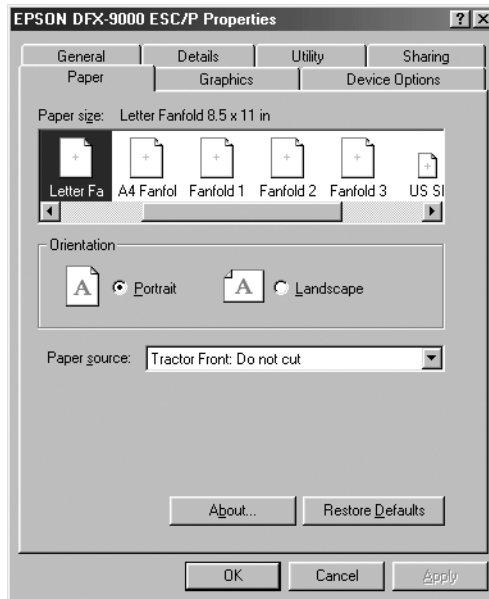 EPSON DFX-9000 ESC/P Properties
General Details Utility Sharing
Paper Graphics Device Options
Paper size: Letter Fanfold 8.5 x 11 in
Letter Fa A4 Fanfol Fanfold 1 Fanfold 2 Fanfold 3 US SI
Orientation
A Portrait A Landscape
Paper source: Tractor Front: Do not cut
About... Restore Defaults
OK Cancel Apply